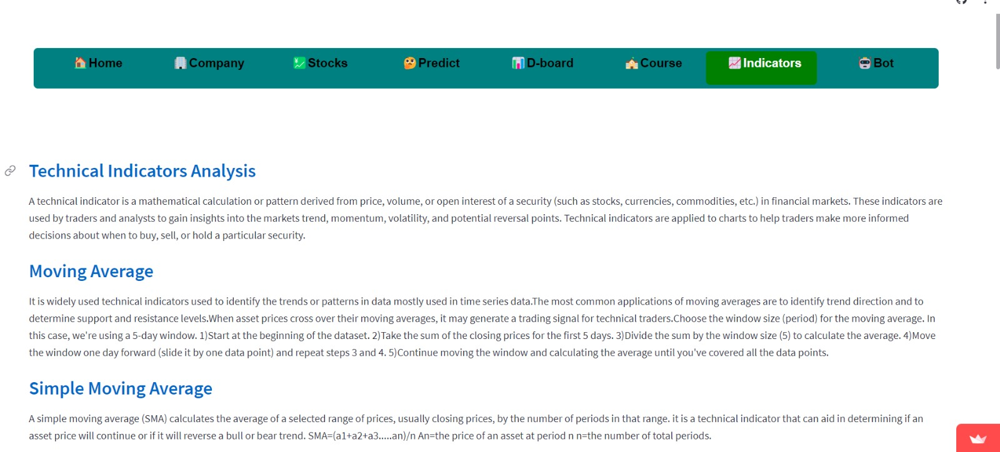 Home Company Stocks Predict D-board Course Indicators Bot
Technical Indicators Analysis
A technical indicator is a mathematical calculation or pattern derived from price, volume, or open interest of a security (such as stocks, currencies, commodities, etc.) in financial markets. These indicators are
used by traders and analysts to gain insights into the markets trend, momentum, volatility, and potential reversal points. Technical indicators are applied to charts to help traders make more informed
decisions about when to buy, sell, or hold a particular security.
Moving Average
It is widely used technical indicators used to identify the trends or patterns in data mostly used in time series data.The most common applications of moving averages are to identify trend direction and to
determine support and resistance levels.When asset prices cross over their moving averages, it may generate a trading signal for technical traders.Choose the window size (period) for the moving average. In
this case, we're using a 5-day window. 1)Start at the beginning of the dataset. 2)Take the sum of the closing prices for the first 5 days. 3)Divide the sum by the window size (5) to calculate the average. 4)Move
the window one day forward (slide it by one data point) and repeat steps 3 and 4. 5)Continue moving the window and calculating the average until you've covered all the data points.
Simple Moving Average
A simple moving average (SMA) calculates the average of a selected range of prices, usually closing prices, by the number of periods in that range. it is a technical indicator that can aid in determining if an
asset price will continue or if it will reverse a bull or bear trend. SMA=(a1+a2+a3.....an)/n An=the price of an asset at period n n=the number of total periods.